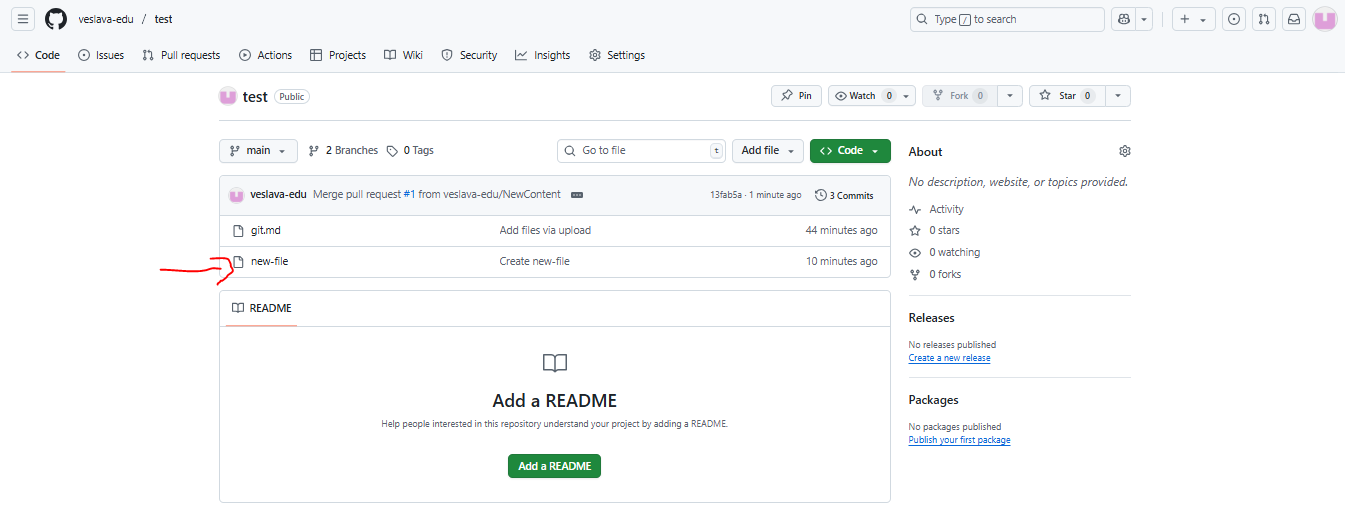 veslava-edu / test
Type / to search
Code Issues Pull requests Actions Projects Wiki Security Insights Settings
test Public
Pin Watch 0 Fork 0 Star 0
main 2 Branches 0 Tags Go to file t Add file Code
veslava-edu Merge pull request #1 from veslava-edu/NewContent 13fab5a · 1 minute ago 3 Commits
git.md Add files via upload 44 minutes ago
new-file Create new-file 10 minutes ago
README
Add a README
Help people interested in this repository understand your project by adding a README.
Add a README
About
No description, website, or topics provided.
Activity
0 stars
0 watching
0 forks
Releases
No releases published
Create a new release
Packages
No packages published
Publish your first package